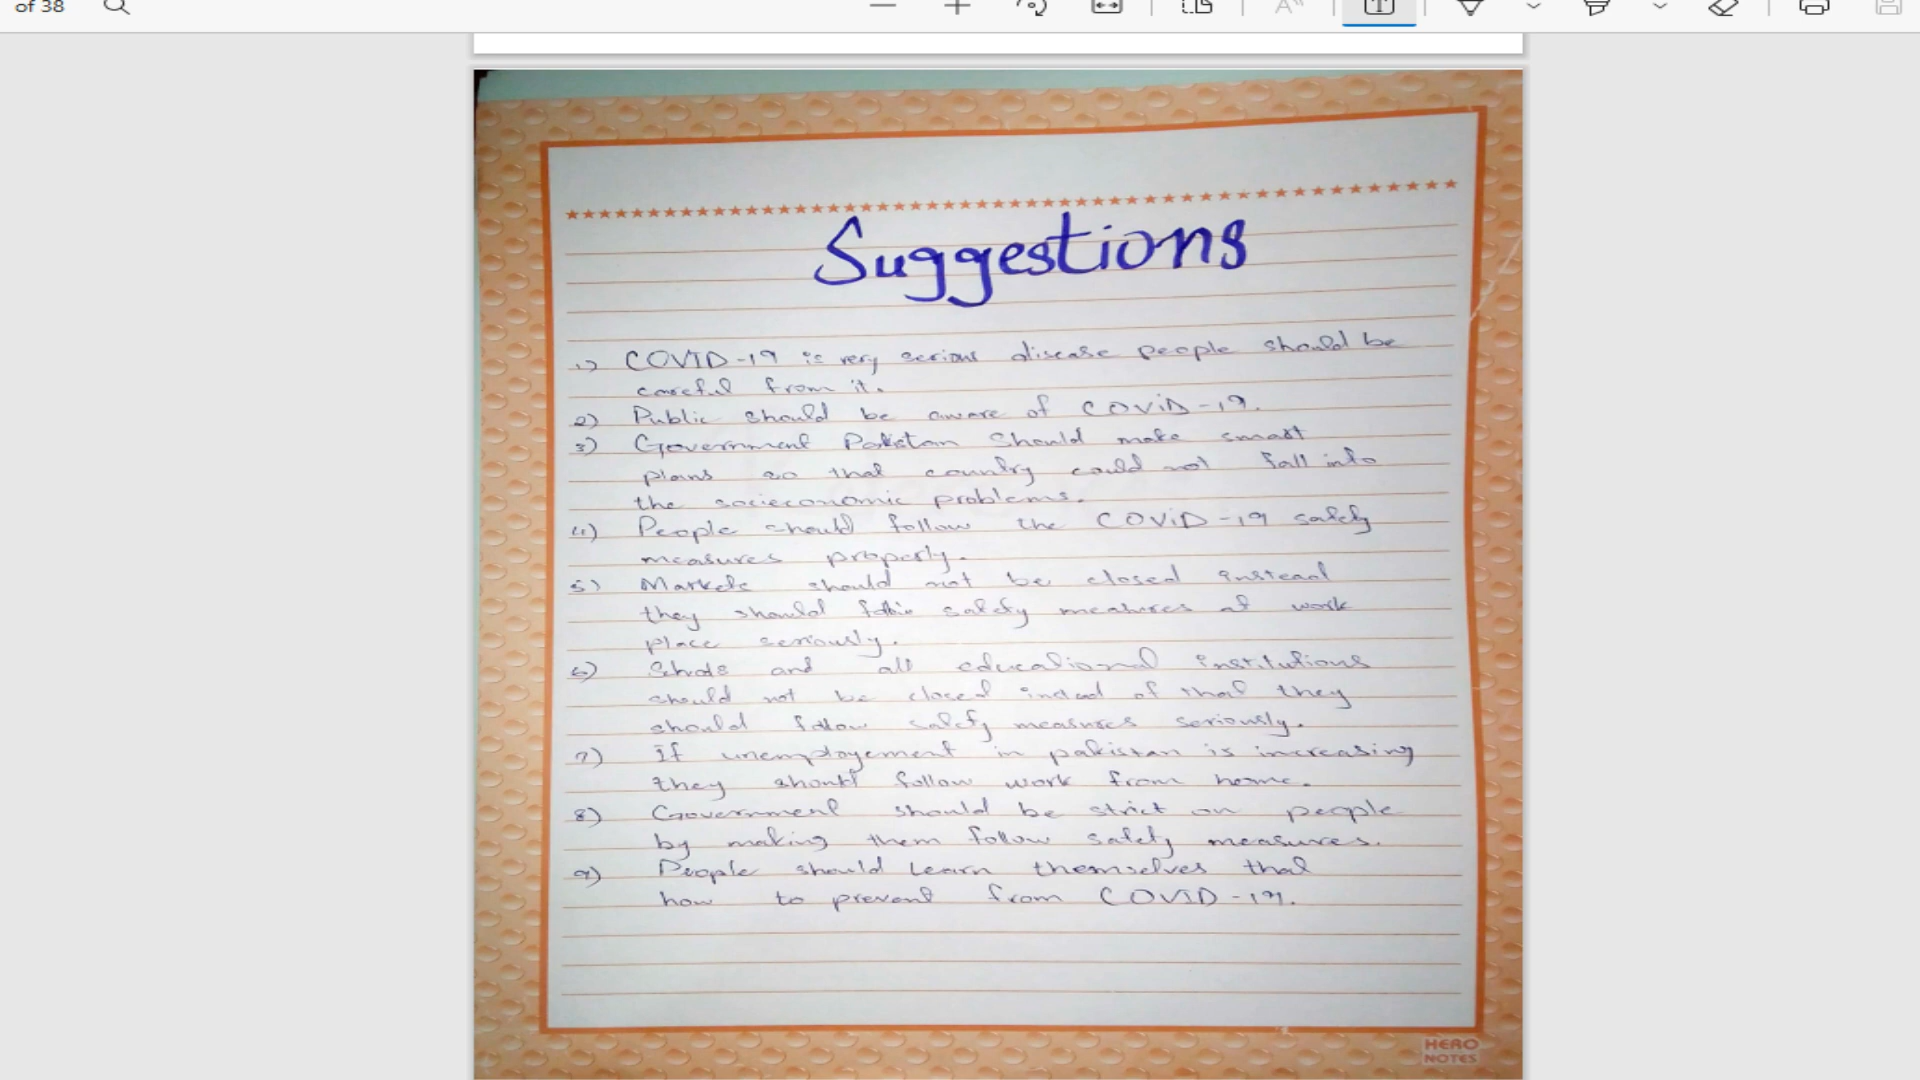 of 38
Suggestions
1) COVID-19 is very serious disease people should be
careful from it.
2) Public should be aware of COViD-19.
3) Government Pakistan Should make smart
plans so that country could not fall into
the socieconomic problems.
4) People should follow the COViD-19 safety
measures properly.
5) Markets should not be closed instead
they should safety measures at work
place seriously.
6) and all educational institutions
should not be closed of that they
should follow safety measures seriously.
7) If unemployement in pakistan is increasing
they should follow work from home.
8) Government should be strict on people
by making them follow safety measures.
9) People should Learn themselves that
how to prevent from COVID-19.
HERO
NOTES